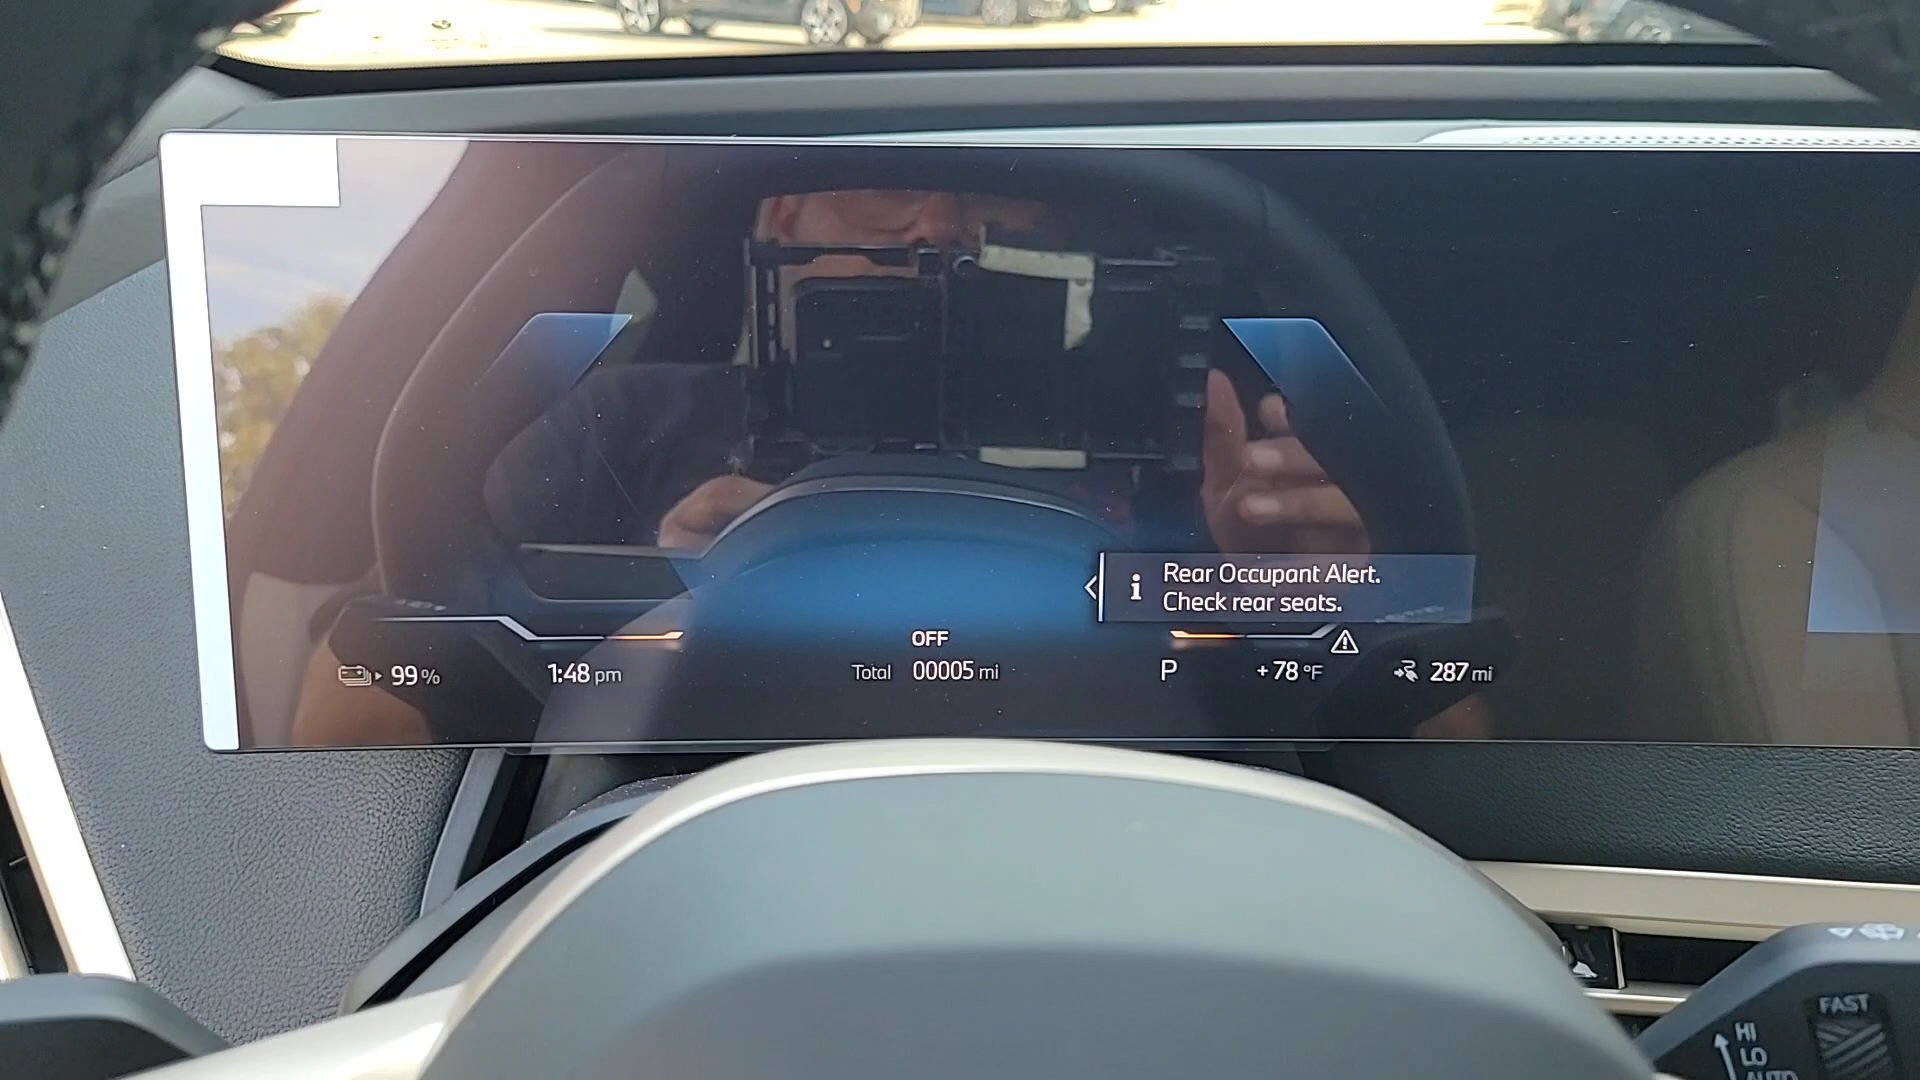 Rear Occupant Alert.
Check rear seats.
OFF
99 %
1:48 pm
Total 00005 mi
P
+78 °F
287 mi
FAST
HI
LO
AUTO